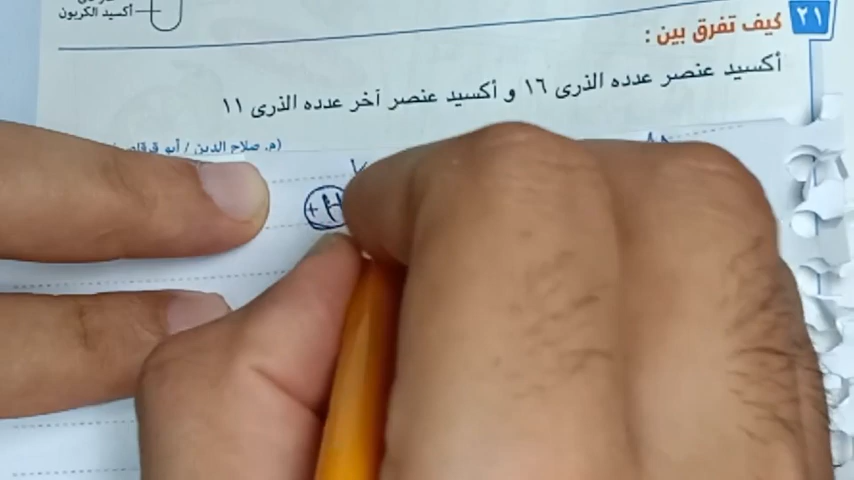 أكسيد الكربون
٢١ كيف تفرق بين :
أكسيد عنصر عدده الذرى ١٦ و أكسيد عنصر آخر عدده الذرى ١١
(م. صلاح الدين / أبو قرقاص
+H